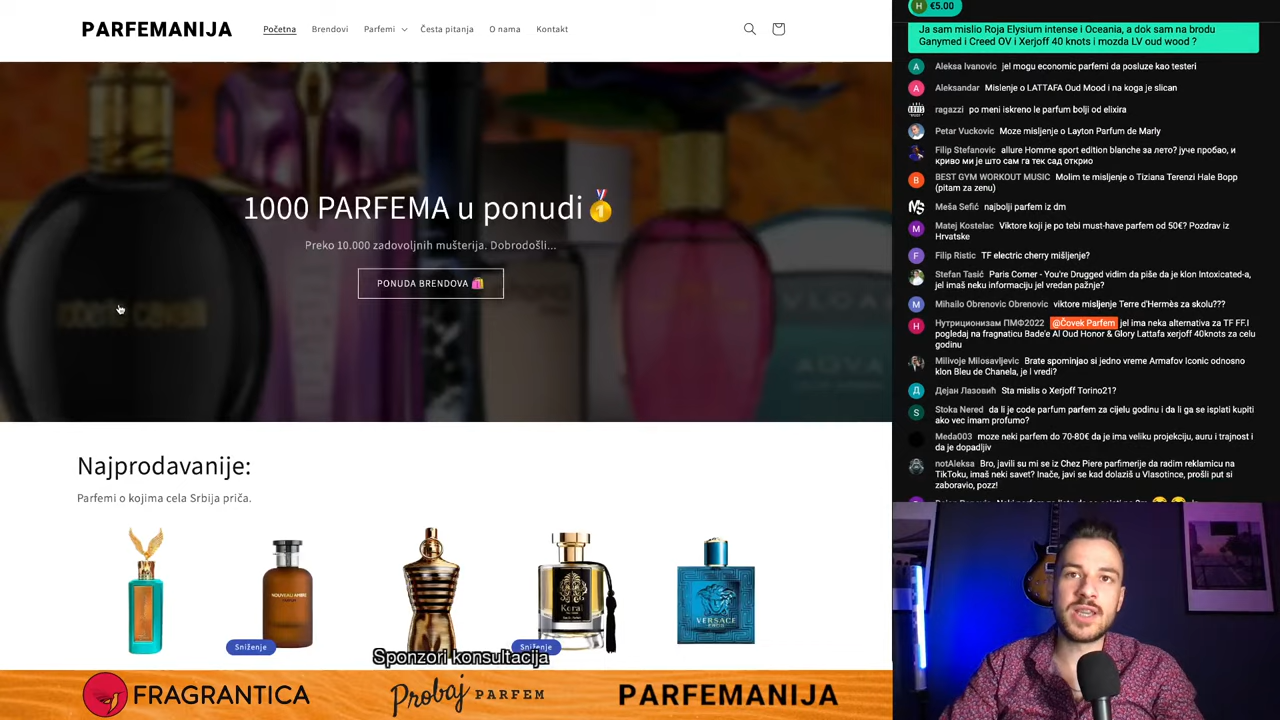 PARFEMANIJA
Početna
Brendovi
Parfemi
Česta pitanja
O nama
Kontakt
1000 PARFEMA u ponudi🏅
Preko 10.000 zadovoljnih mušterija. Dobrodošli...
PONUDA BRENDOVA 🛍️
Najprodavanije:
Parfemi o kojima cela Srbija priča.
NOUVEAU AMBRE
Koral
VERSACE
Sniženje
Sniženje
Sponzori konsultacija
FRAGRANTICA
Probaj PARFEM
PARFEMANIJA
H €5.00
Ja sam mislio Roja Elysium intense i Oceania, a dok sam na brodu
Ganymed i Creed OV i Xerjoff 40 knots i mozda LV oud wood ?
A Aleksa Ivanovic jel mogu economic parfemi da posluze kao testeri
A Aleksandar Mislenje o LATTAFA Oud Mood i na koga je slican
ragazzi po meni iskreno le parfum bolji od elixira
Petar Vuckovic Moze misljenje o Layton Parfum de Marly
Filip Stefanovic allure Homme sport edition blanche за лето? јуче пробао, и
криво ми је што сам га тек сад открио
B BEST GYM WORKOUT MUSIC Molim te misljenje o Tiziana Terenzi Hale Bopp
(pitam za zenu)
Meša Sefić najbolji parfem iz dm
M Matej Kostelac Viktore koji je po tebi must-have parfem od 50€? Pozdrav iz
Hrvatske
F Filip Ristic TF electric cherry mišljenje?
Stefan Tasić Paris Corner - You're Drugged vidim da piše da je klon Intoxicated-a,
jel imaš neku informaciju jel vredan pažnje?
M Mihailo Obrenovic Obrenovic viktore misljenje Terre d'Hermès za skolu???
Н Нутриционизам ПМФ2022 @Čovek Parfem jel ima neka alternativa za TF FF.I
pogledaj na fragnaticu Bade'e Al Oud Honor & Glory Lattafa xerjoff 40knots za celu
godinu
Milivoje Milosavljevic Brate spominjao si jedno vreme Armafov Iconic odnosno
klon Bleu de Chanela, je l vredi?
Д Дејан Лазовић Sta mislis o Xerjoff Torino21?
S Stoka Nered da li je code parfum parfem za cijelu godinu i da li ga se isplati kupiti
ako vec imam profumo?
Meda003 moze neki parfem do 70-80€ da je ima veliku projekciju, auru i trajnost i
da je dopadljiv
notAleksa Bro, javili su mi se iz Chez Piere parfimerije da radim reklamicu na
TikToku, imaš neki savet? Inače, javi se kad dolaziš u Vlasotince, prošli put si
zaboravio, pozz!